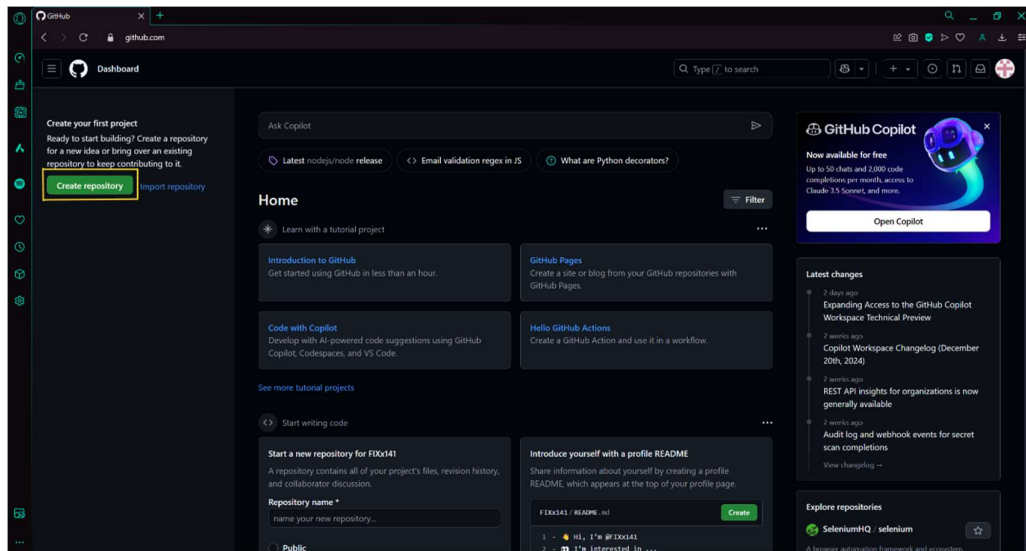 GitHub
github.com
Dashboard
Type / to search
Create your first project
Ready to start building? Create a repository
for a new idea or bring over an existing
repository to keep contributing to it.
Create repository
Import repository
Ask Copilot
Latest nodejs/node release
Email validation regex in JS
What are Python decorators?
Home
Filter
Learn with a tutorial project
Introduction to GitHub
Get started using GitHub in less than an hour.
GitHub Pages
Create a site or blog from your GitHub repositories with
GitHub Pages.
Code with Copilot
Develop with AI-powered code suggestions using GitHub
Copilot, Codespaces, and VS Code.
Hello GitHub Actions
Create a GitHub Action and use it in a workflow.
See more tutorial projects
Start writing code
Start a new repository for FIXx141
A repository contains all of your project's files, revision history,
and collaborator discussion.
Repository name *
name your new repository...
Public
Introduce yourself with a profile README
Share information about yourself by creating a profile
README, which appears at the top of your profile page.
FIXx141 / README.md
Create
1 - 👋 Hi, I'm @FIXx141
2 - 👀 I'm interested in ...
GitHub Copilot
Now available for free
Up to 50 chats and 2,000 code
completions per month, access to
Claude 3.5 Sonnet, and more.
Open Copilot
Latest changes
2 days ago
Expanding Access to the GitHub Copilot
Workspace Technical Preview
2 weeks ago
Copilot Workspace Changelog (December
20th, 2024)
2 weeks ago
REST API insights for organizations is now
generally available
2 weeks ago
Audit log and webhook events for secret
scan completions
View changelog →
Explore repositories
SeleniumHQ / selenium
A browser automation framework and ecosystem.